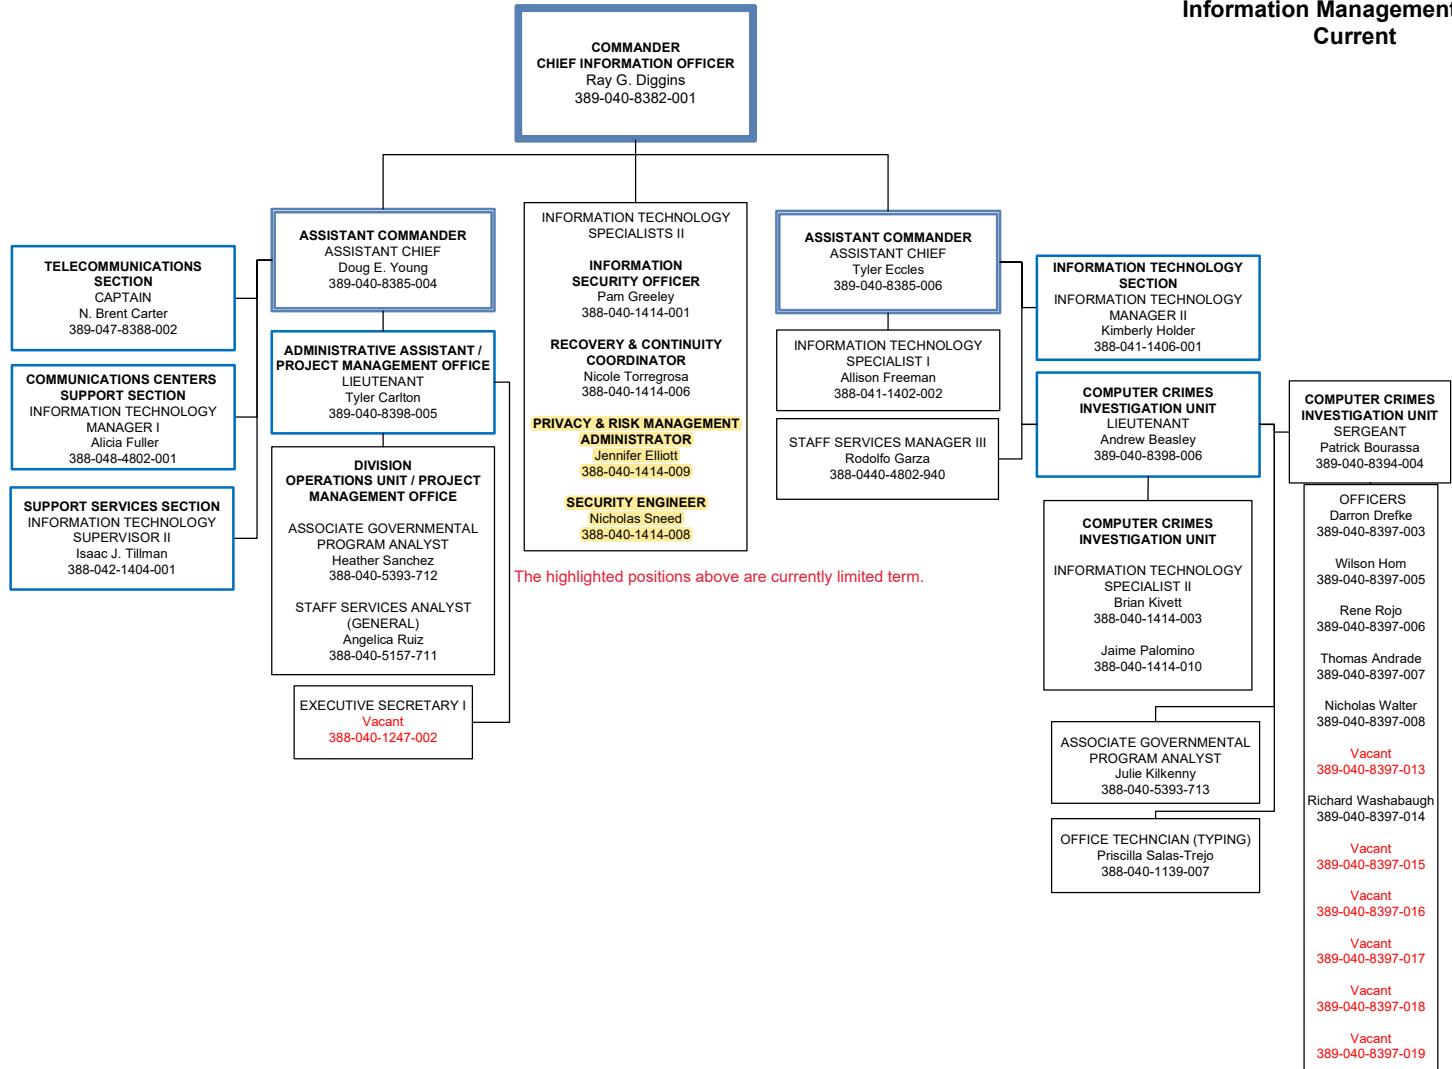 Information Management
Current
COMMANDER
CHIEF INFORMATION OFFICER
Ray G. Diggins
389-040-8382-001
ASSISTANT COMMANDER
ASSISTANT CHIEF
Doug E. Young
389-040-8385-004
TELECOMMUNICATIONS
SECTION
CAPTAIN
N. Brent Carter
389-047-8388-002
COMMUNICATIONS CENTERS
SUPPORT SECTION
INFORMATION TECHNOLOGY
MANAGER I
Alicia Fuller
388-048-4802-001
SUPPORT SERVICES SECTION
INFORMATION TECHNOLOGY
SUPERVISOR II
Isaac J. Tillman
388-042-1404-001
ADMINISTRATIVE ASSISTANT /
PROJECT MANAGEMENT OFFICE
LIEUTENANT
Tyler Carlton
389-040-8398-005
DIVISION
OPERATIONS UNIT / PROJECT
MANAGEMENT OFFICE
ASSOCIATE GOVERNMENTAL
PROGRAM ANALYST
Heather Sanchez
388-040-5393-712
STAFF SERVICES ANALYST
(GENERAL)
Angelica Ruiz
388-040-5157-711
EXECUTIVE SECRETARY I
Vacant
388-040-1247-002
INFORMATION TECHNOLOGY
SPECIALISTS II
INFORMATION
SECURITY OFFICER
Pam Greeley
388-040-1414-001
RECOVERY & CONTINUITY
COORDINATOR
Nicole Torregrosa
388-040-1414-006
PRIVACY & RISK MANAGEMENT
ADMINISTRATOR
Jennifer Elliott
388-040-1414-009
SECURITY ENGINEER
Nicholas Sneed
388-040-1414-008
The highlighted positions above are currently limited term.
ASSISTANT COMMANDER
ASSISTANT CHIEF
Tyler Eccles
389-040-8385-006
INFORMATION TECHNOLOGY
SPECIALIST I
Allison Freeman
388-041-1402-002
STAFF SERVICES MANAGER III
Rodolfo Garza
388-0440-4802-940
INFORMATION TECHNOLOGY
SECTION
INFORMATION TECHNOLOGY
MANAGER II
Kimberly Holder
388-041-1406-001
COMPUTER CRIMES
INVESTIGATION UNIT
LIEUTENANT
Andrew Beasley
389-040-8398-006
COMPUTER CRIMES
INVESTIGATION UNIT
INFORMATION TECHNOLOGY
SPECIALIST II
Brian Kivett
388-040-1414-003
Jaime Palomino
388-040-1414-010
ASSOCIATE GOVERNMENTAL
PROGRAM ANALYST
Julie Kilkenny
388-040-5393-713
OFFICE TECHNCIAN (TYPING)
Priscilla Salas-Trejo
388-040-1139-007
COMPUTER CRIMES
INVESTIGATION UNIT
SERGEANT
Patrick Bourassa
389-040-8394-004
OFFICERS
Darron Drefke
389-040-8397-003
Wilson Hom
389-040-8397-005
Rene Rojo
389-040-8397-006
Thomas Andrade
389-040-8397-007
Nicholas Walter
389-040-8397-008
Vacant
389-040-8397-013
Richard Washabaugh
389-040-8397-014
Vacant
389-040-8397-015
Vacant
389-040-8397-016
Vacant
389-040-8397-017
Vacant
389-040-8397-018
Vacant
389-040-8397-019